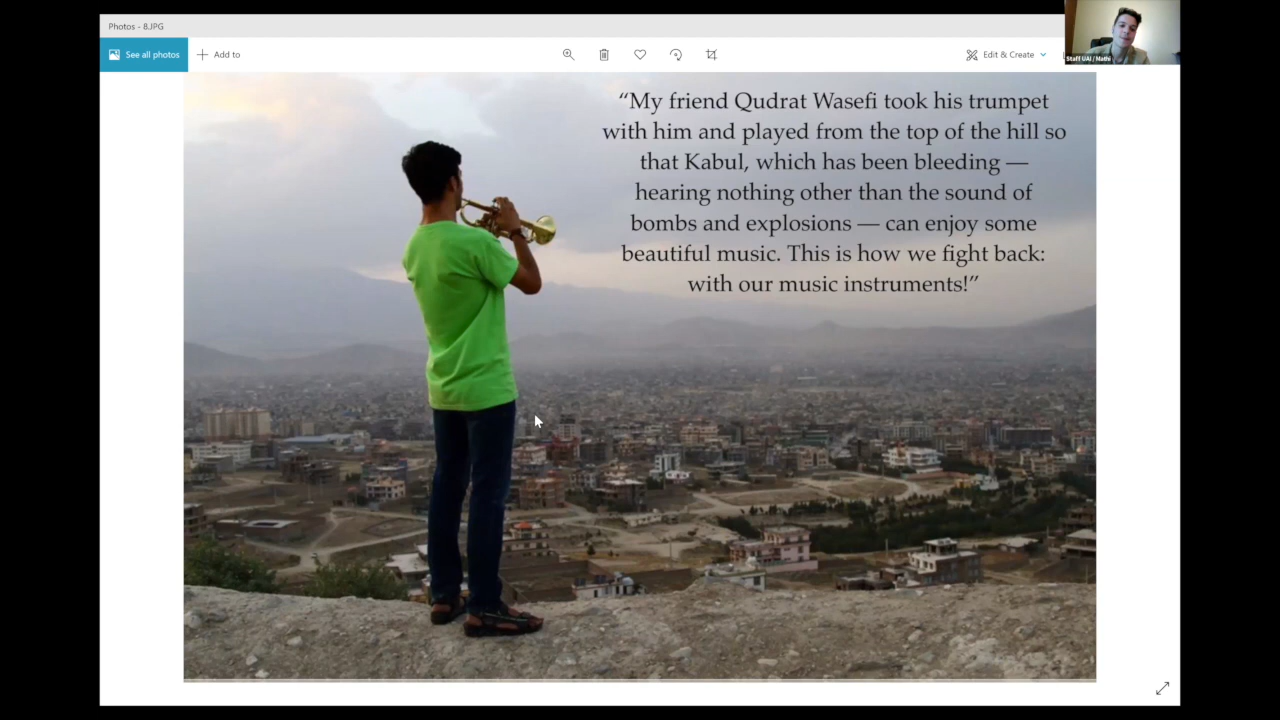 Photos - 8.JPG
See all photos
Add to
Edit & Create
Staff UAI / Mathi
“My friend Qudrat Wasefi took his trumpet
with him and played from the top of the hill so
that Kabul, which has been bleeding —
hearing nothing other than the sound of
bombs and explosions — can enjoy some
beautiful music. This is how we fight back:
with our music instruments!”